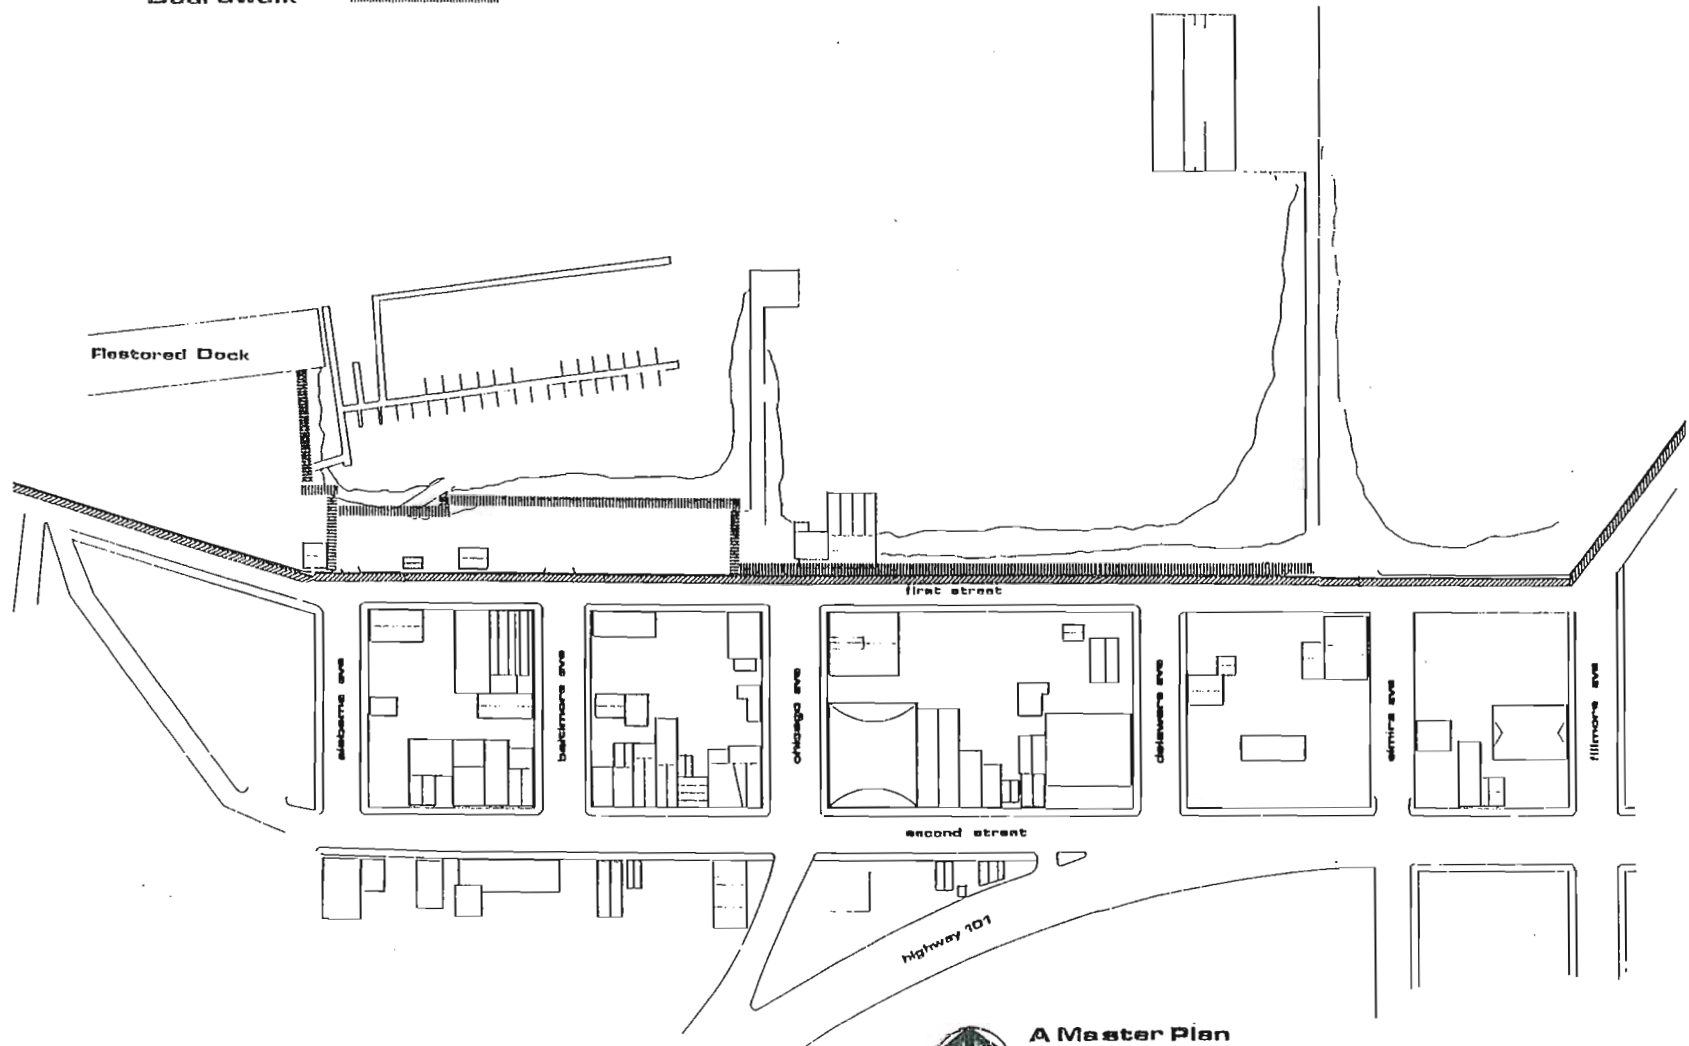 Boardwalk
Restored Dock
first street
alabama ave
baltimore ave
chicago ave
delaware ave
elmira ave
fillmore ave
second street
highway 101
A Master Plan